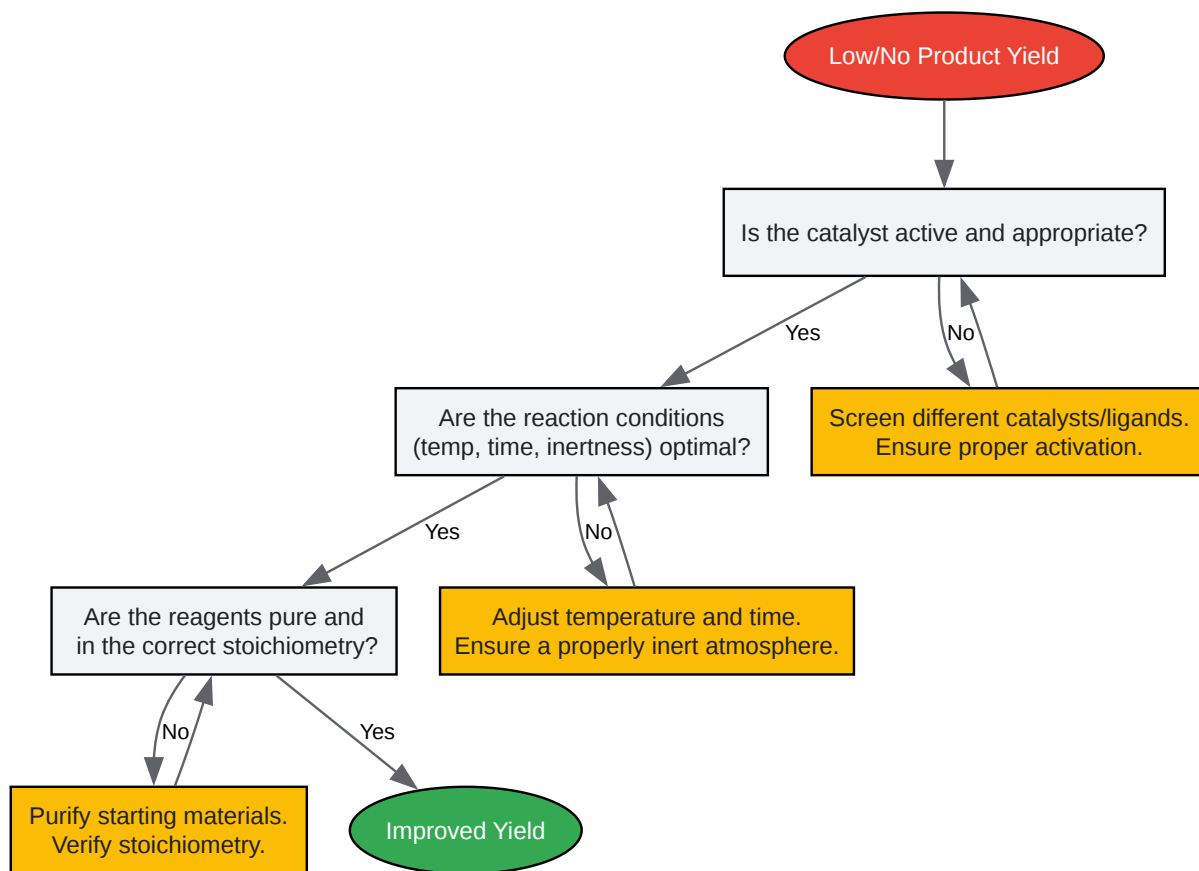 Low/No Product Yield
Is the catalyst active and appropriate?
Yes
No
Are the reaction conditions
(temp, time, inertness) optimal?
Screen different catalysts/ligands.
Ensure proper activation.
Yes
No
Are the reagents pure and
in the correct stoichiometry?
Adjust temperature and time.
Ensure a properly inert atmosphere.
No
Yes
Purify starting materials.
Verify stoichiometry.
Improved Yield